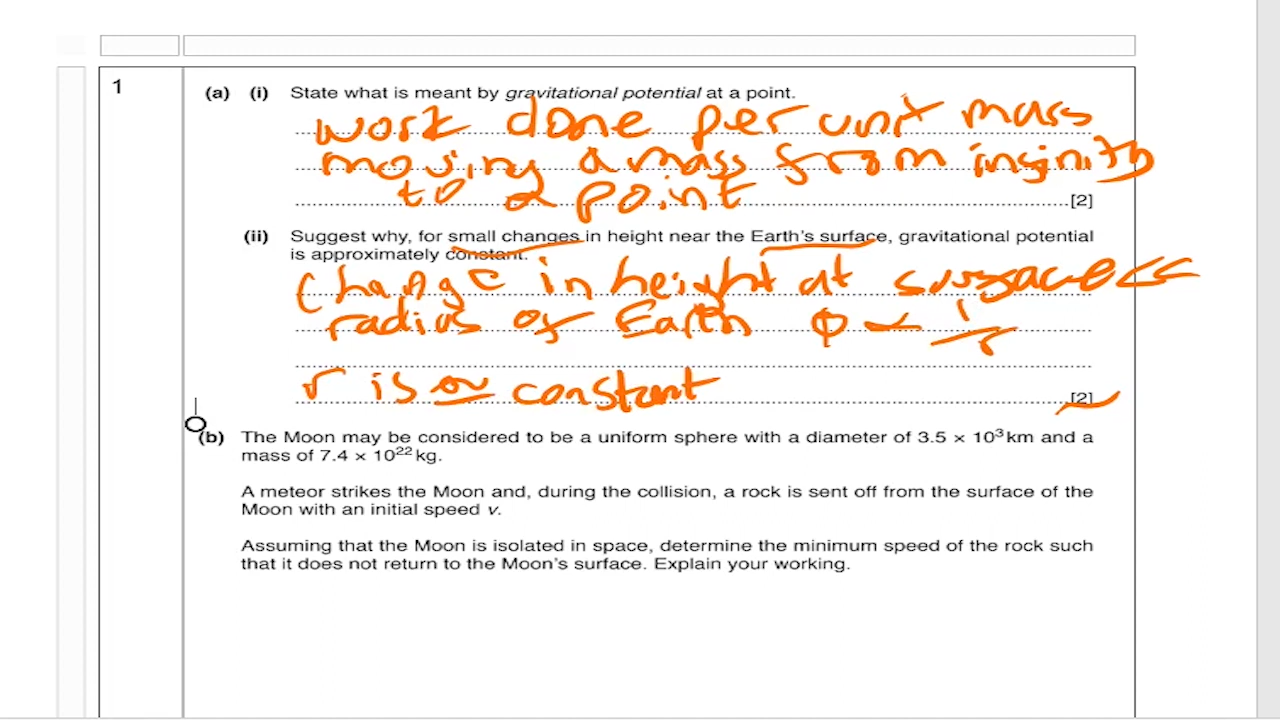 1
(a) (i) State what is meant by gravitational potential at a point.
work done per unit mass
moving a mass from infinity
to a point
[2]
(ii) Suggest why, for small changes in height near the Earth's surface, gravitational potential
is approximately constant.
Change in height at surface <<
radius of Earth φ ∝ 1/r
r is ≈ constant
[2]
(b) The Moon may be considered to be a uniform sphere with a diameter of 3.5 × 10³ km and a
mass of 7.4 × 10²² kg.
A meteor strikes the Moon and, during the collision, a rock is sent off from the surface of the
Moon with an initial speed v.
Assuming that the Moon is isolated in space, determine the minimum speed of the rock such
that it does not return to the Moon's surface. Explain your working.